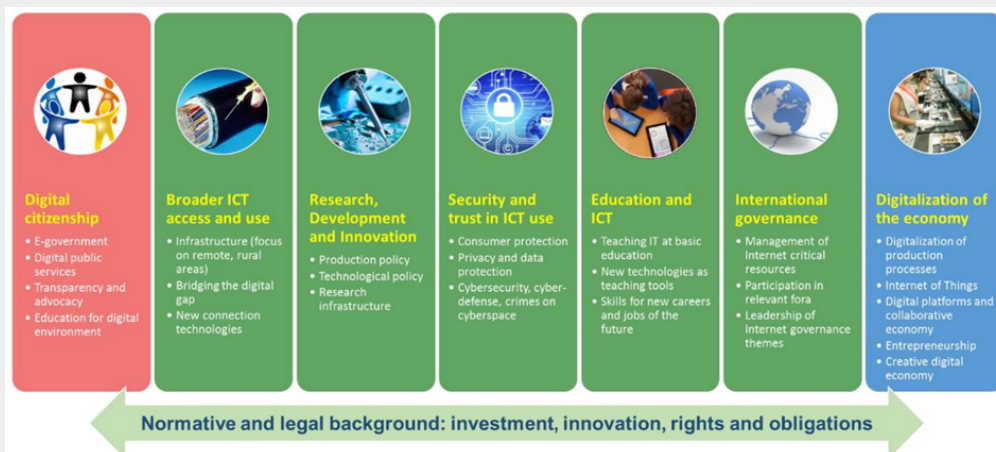 Digital
citizenship
• E-government
• Digital public
services
• Transparency and
advocacy
• Education for digital
environment
Broader ICT
access and use
• Infrastructure (focus
on remote, rural
areas)
• Bridging the digital
gap
• New connection
technologies
Research,
Development
and Innovation
• Production policy
• Technological policy
• Research
infrastructure
Security and
trust in ICT use
• Consumer protection
• Privacy and data
protection
• Cybersecurity, cyber-
defense, crimes on
cyberspace
Education and
ICT
• Teaching IT at basic
education
• New technologies as
teaching tools
• Skills for new careers
and jobs of the
future
International
governance
• Management of
Internet critical
resources
• Participation in
relevant fora
• Leadership of
Internet governance
themes
Digitalization of
the economy
• Digitalization of
production
processes
• Internet of Things
• Digital platforms and
collaborative
economy
• Entrepreneurship
• Creative digital
economy
Normative and legal background: investment, innovation, rights and obligations